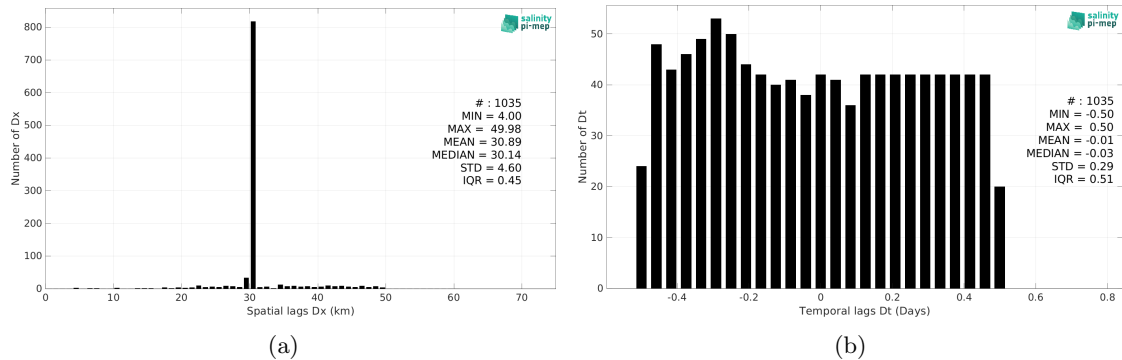 salinity
pi-mep
800
700
600
500
400
300
200
100
0
Number of Dx
# : 1035
MIN = 4.00
MAX = 49.98
MEAN = 30.89
MEDIAN = 30.14
STD = 4.60
IQR = 0.45
0 10 20 30 40 50 60 70
Spatial lags Dx (km)
(a)
salinity
pi-mep
50
40
30
20
10
0
Number of Dt
# : 1035
MIN = -0.50
MAX = 0.50
MEAN = -0.01
MEDIAN = -0.03
STD = 0.29
IQR = 0.51
-0.4 -0.2 0 0.2 0.4 0.6 0.8
Temporal lags Dt (Days)
(b)